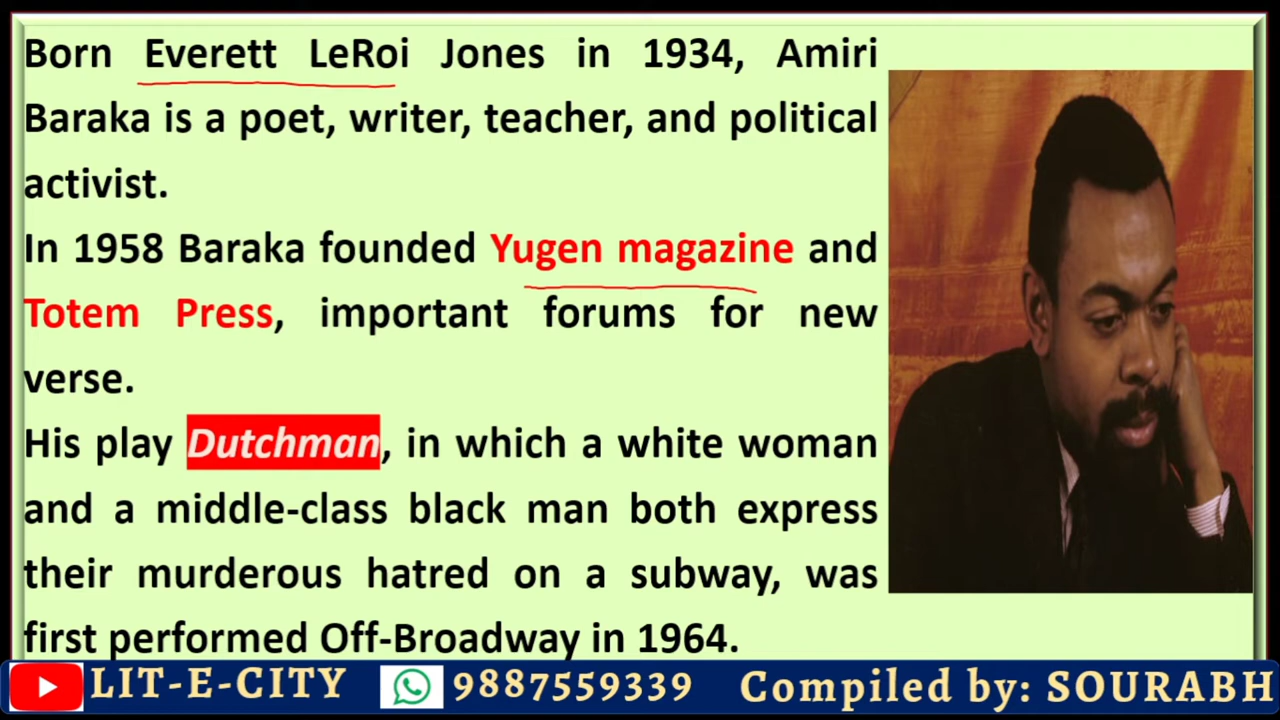 Born Everett LeRoi Jones in 1934, Amiri
Baraka is a poet, writer, teacher, and political
activist.
In 1958 Baraka founded Yugen magazine and
Totem Press, important forums for new
verse.
His play Dutchman, in which a white woman
and a middle-class black man both express
their murderous hatred on a subway, was
first performed Off-Broadway in 1964.
LIT-E-CITY 9887559339 Compiled by: SOURABH